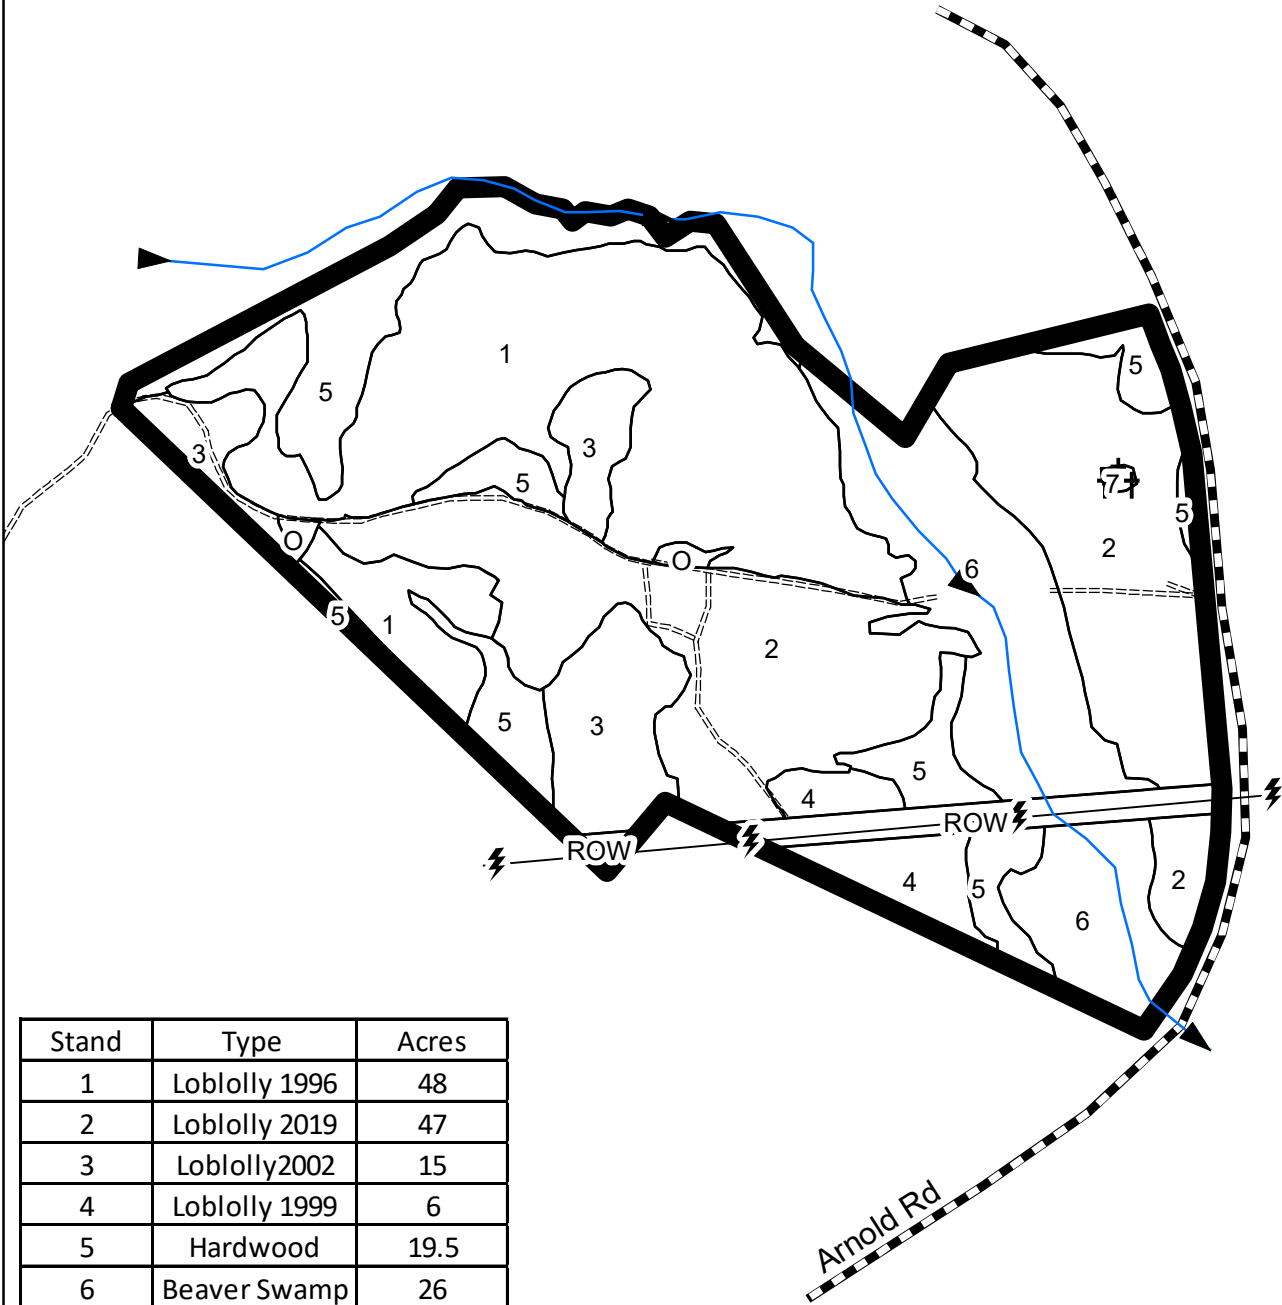 1
5
5
3
3
7
5
5
2
O
O
6
5
1
2
5
3
5
4
ROW
ROW
4
5
2
6
Stand Type Acres
1 Loblolly 1996 48
2 Loblolly 2019 47
3 Loblolly2002 15
4 Loblolly 1999 6
5 Hardwood 19.5
6 Beaver Swamp 26
Arnold Rd